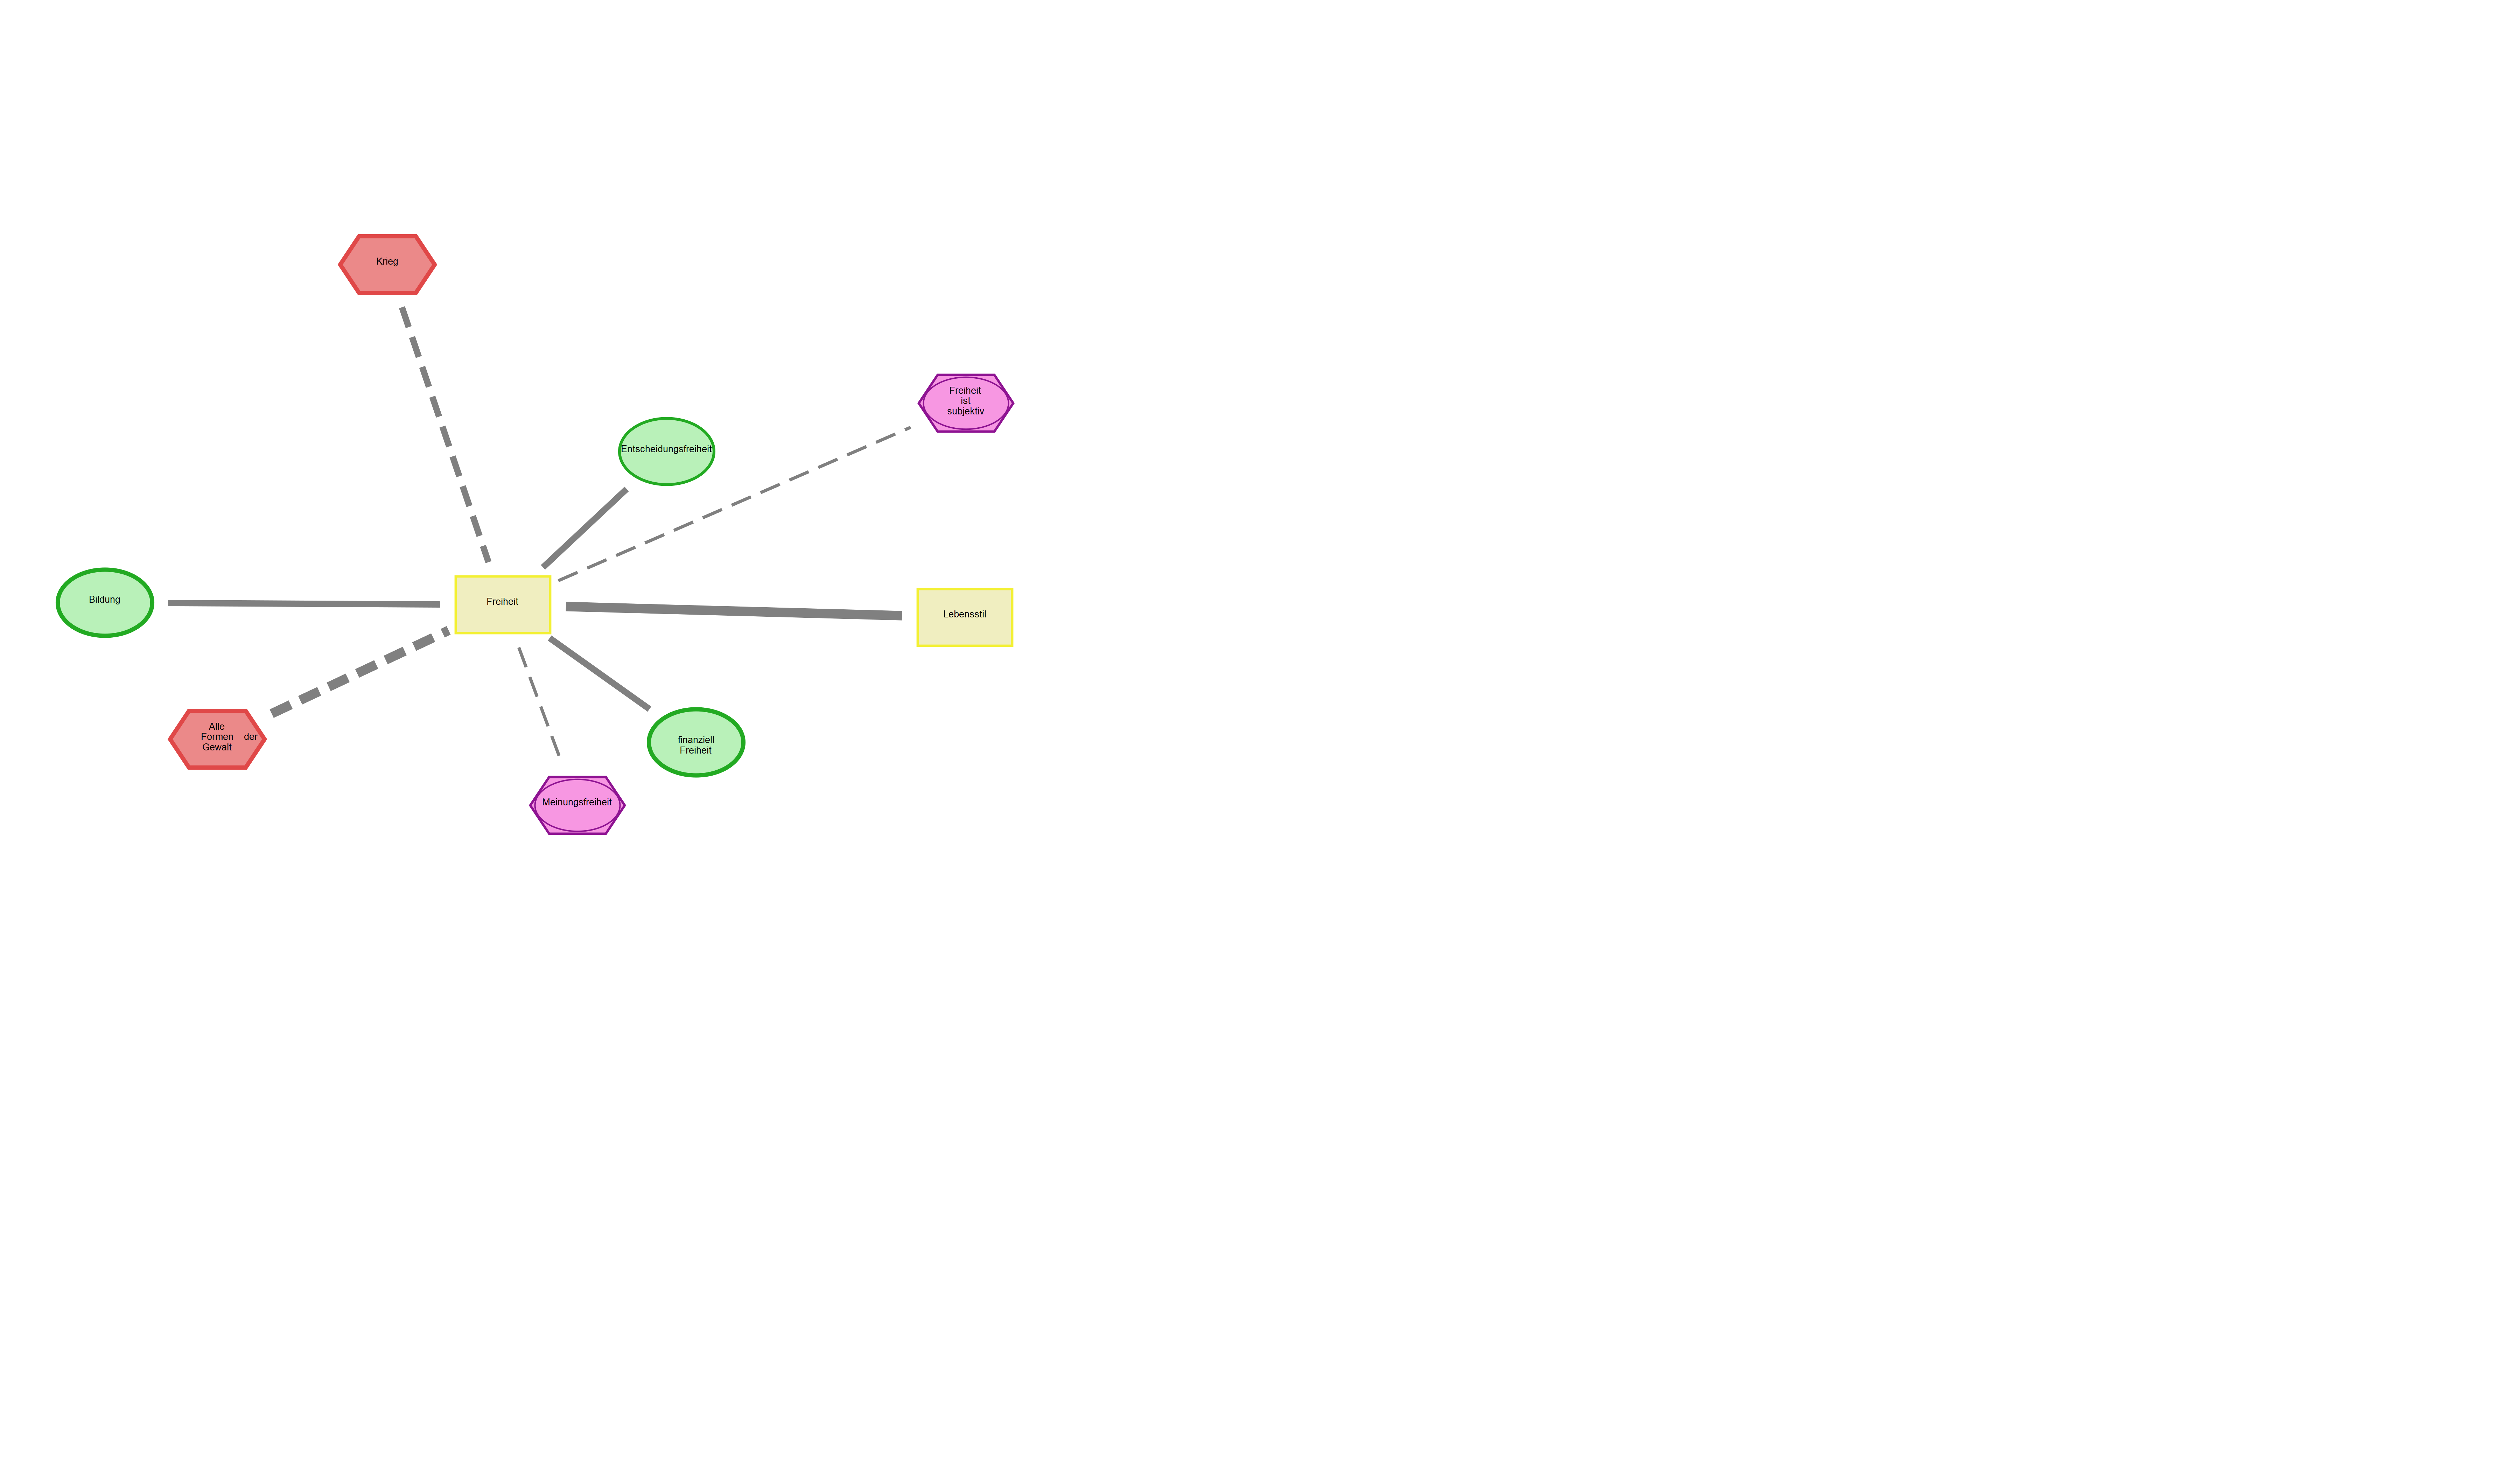 Krieg
Freiheit
ist
subjektiv
Entscheidungsfreiheit
Bildung
Freiheit
Lebensstil
Alle
Formen der
Gewalt
finanziell
Freiheit
Meinungsfreiheit